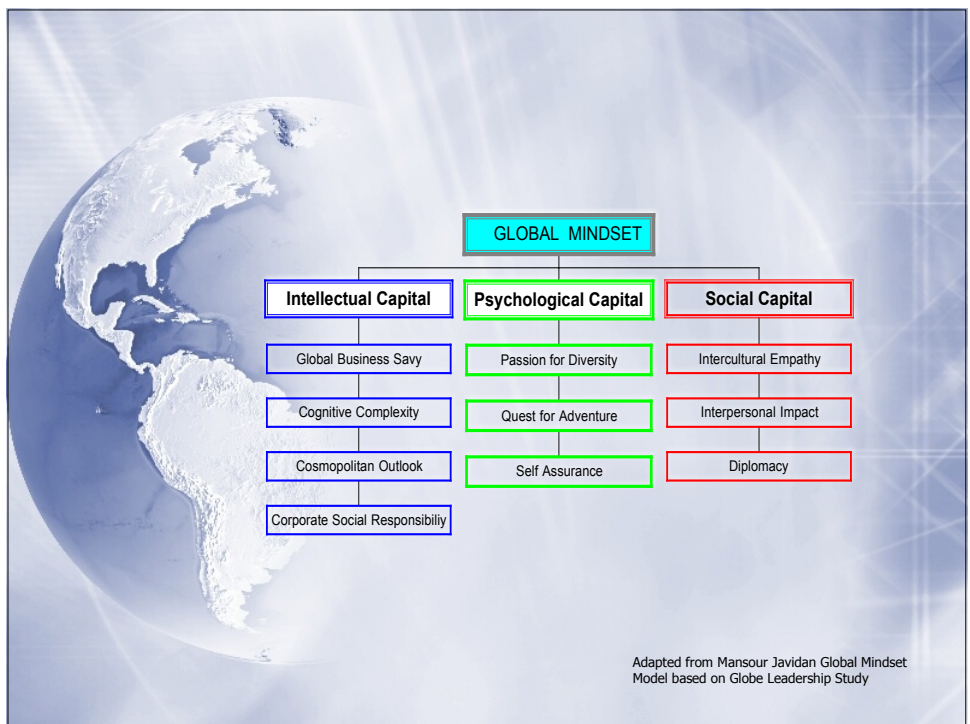 GLOBAL MINDSET
Intellectual Capital
Global Business Savy
Cognitive Complexity
Cosmopolitan Outlook
Corporate Social Responsibiliy
Psychological Capital
Passion for Diversity
Quest for Adventure
Self Assurance
Social Capital
Intercultural Empathy
Interpersonal Impact
Diplomacy
Adapted from Mansour Javidan Global Mindset
Model based on Globe Leadership Study